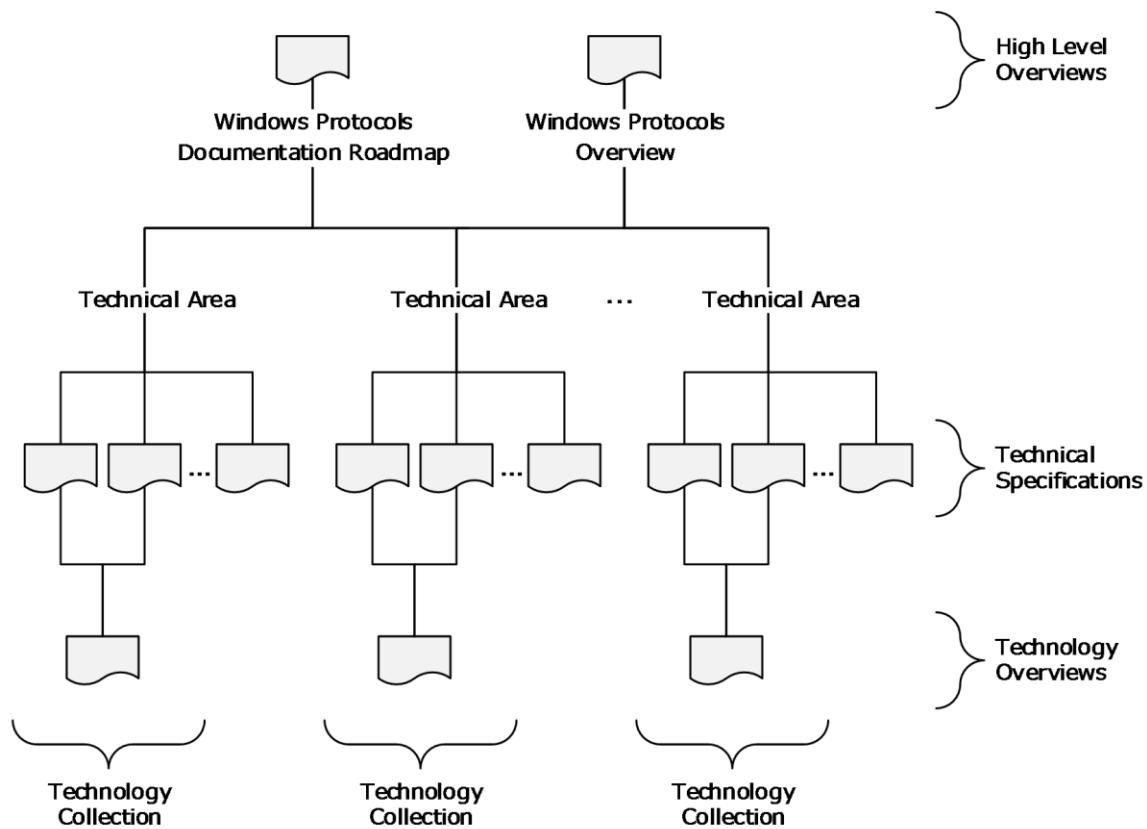 High Level
Overviews
Windows Protocols
Documentation Roadmap
Windows Protocols
Overview
Technical Area
Technical Area
...
Technical Area
...
...
...
Technical
Specifications
Technology
Overviews
Technology
Collection
Technology
Collection
Technology
Collection